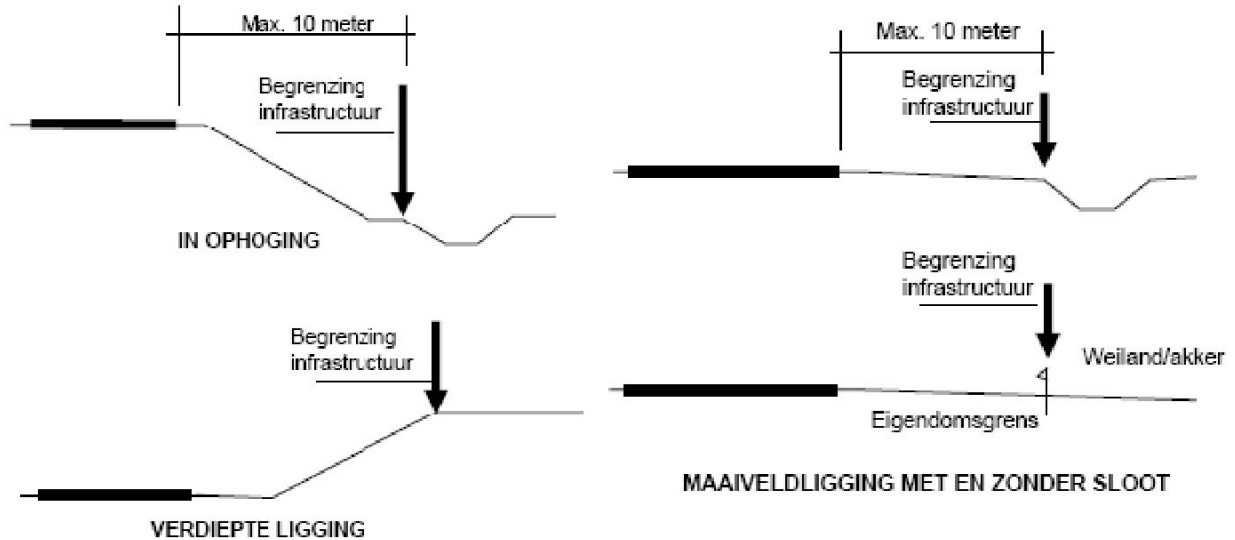 Max. 10 meter
Begrenzing
infrastructuur
IN OPHOGING
Begrenzing
infrastructuur
VERDIEPTE LIGGING
Max. 10 meter
Begrenzing
infrastructuur
Begrenzing
infrastructuur
Weiland/akker
Eigendomsgrens
MAAIVELDLIGGING MET EN ZONDER SLOOT